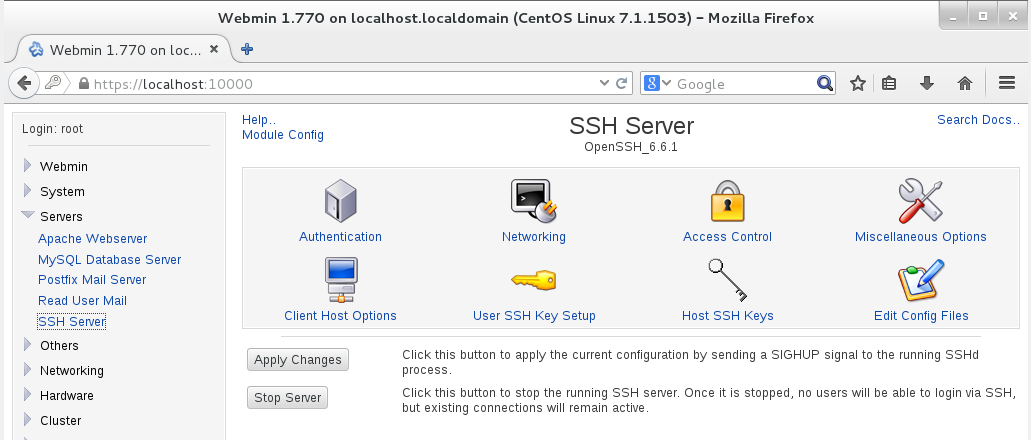 Webmin 1.770 on localhost.localdomain (CentOS Linux 7.1.1503) – Mozilla Firefox
Webmin 1.770 on loc...
https://localhost:10000
Google
Login: root
Webmin
System
Servers
Apache Webserver
MySQL Database Server
Postfix Mail Server
Read User Mail
SSH Server
Others
Networking
Hardware
Cluster
Help..
Module Config
SSH Server
OpenSSH_6.6.1
Search Docs..
Authentication
Networking
Access Control
Miscellaneous Options
Client Host Options
User SSH Key Setup
Host SSH Keys
Edit Config Files
Apply Changes
Click this button to apply the current configuration by sending a SIGHUP signal to the running SSHd
process.
Stop Server
Click this button to stop the running SSH server. Once it is stopped, no users will be able to login via SSH,
but existing connections will remain active.